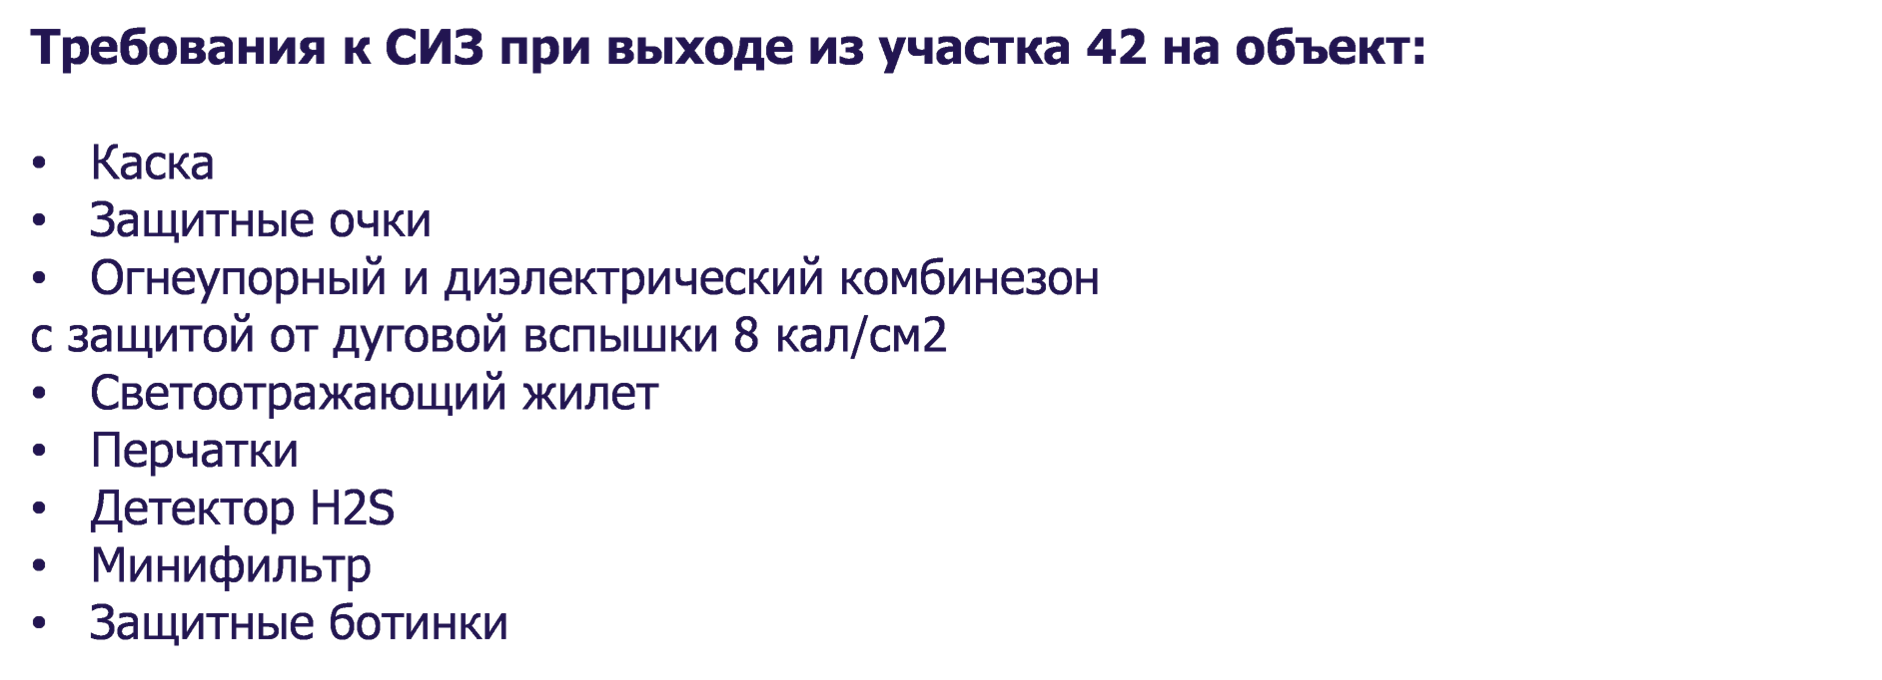 Требования к СИЗ при выходе из участка 42 на объект:
• Каска
• Защитные очки
• Огнеупорный и диэлектрический комбинезон
с защитой от дуговой вспышки 8 кал/см2
• Светоотражающий жилет
• Перчатки
• Детектор H2S
• Минифильтр
• Защитные ботинки